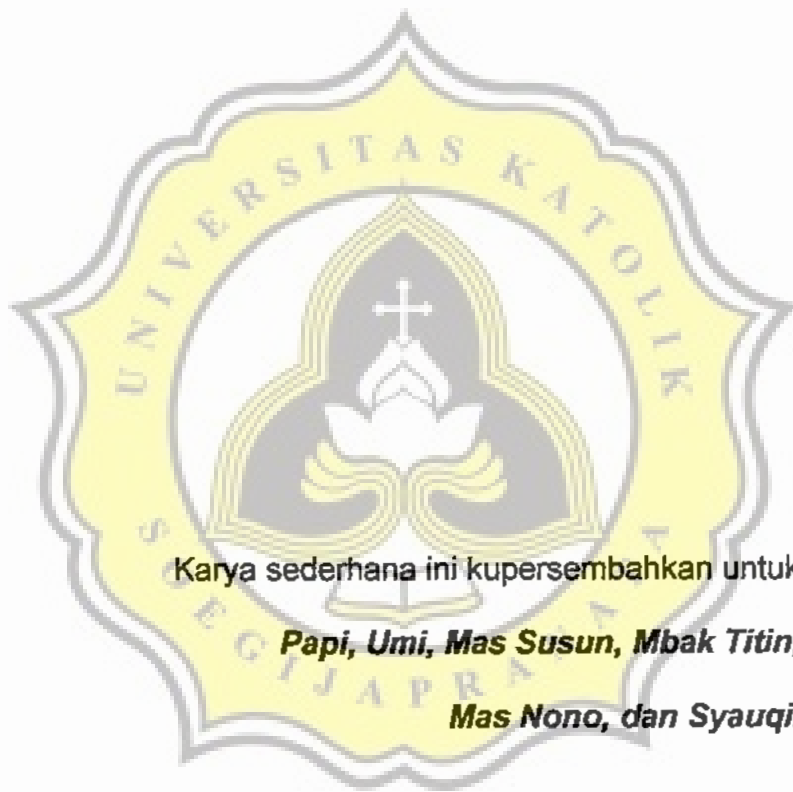 UNIVERSITAS KATOLIK
SOEGIJAPRANATA
Karya sederhana ini kupersembahkan untuk
Papi, Umi, Mas Susun, Mbak Titin,
Mas Nono, dan Syauqi